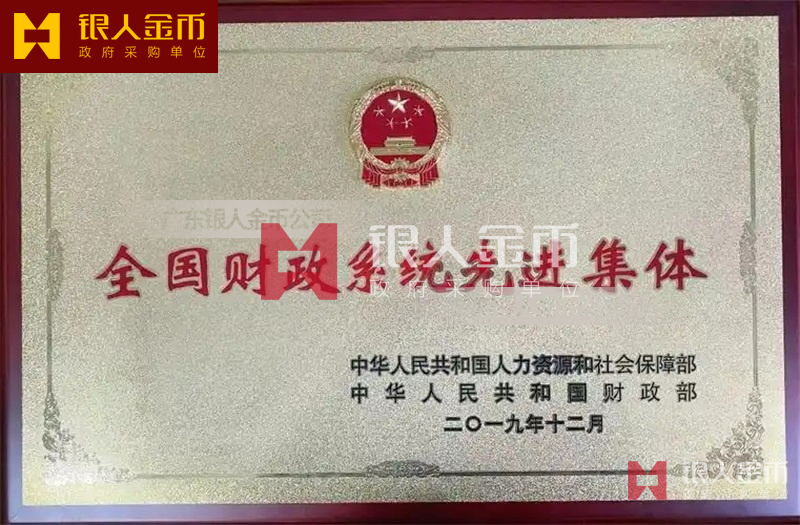 银人金币
政府采购单位
广东银人金币公司
银人金币
政府采购单位
全国财政系统先进集体
中华人民共和国人力资源和社会保障部
中华人民共和国财政部
二〇一九年十二月
银人金币